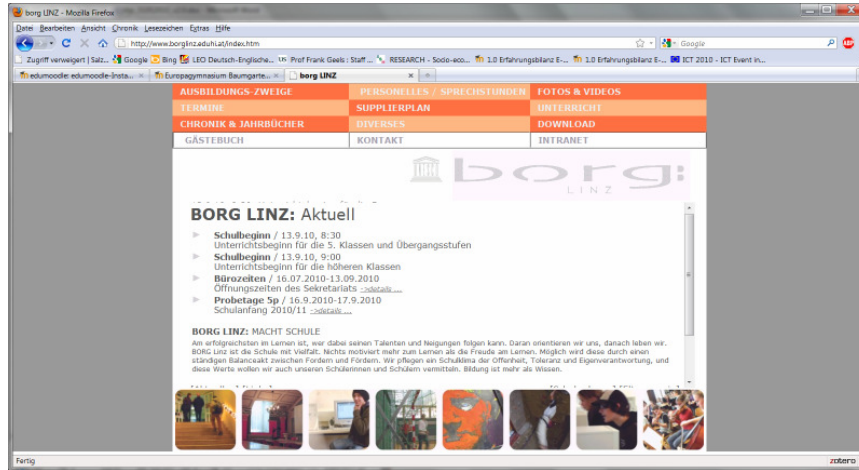 borg LINZ - Mozilla Firefox
Datei Bearbeiten Ansicht Chronik Lesezeichen Extras Hilfe
http://www.borglinz.eduhi.at/index.htm
Google
Zugriff verweigert | Salz... Google Bing LEO Deutsch-Englische... US Prof Frank Geels : Staff ... RESEARCH - Socio-eco... 1.0 Erfahrungsbilanz E-... 1.0 Erfahrungsbilanz E-... ICT 2010 - ICT Event in...
edumoodle: edumoodle-Insta... Europagymnasium Baumgarte... borg LINZ
AUSBILDUNGS-ZWEIGE PERSONELLES / SPRECHSTUNDEN FOTOS & VIDEOS
TERMINE SUPPLIERPLAN UNTERRICHT
CHRONIK & JAHRBÜCHER DIVERSES DOWNLOAD
GÄSTEBUCH KONTAKT INTRANET
borg:
LINZ
BORG LINZ: Aktuell
Schulbeginn / 13.9.10, 8:30
Unterrichtsbeginn für die 5. Klassen und Übergangsstufen
Schulbeginn / 13.9.10, 9:00
Unterrichtsbeginn für die höheren Klassen
Bürozeiten / 16.07.2010-13.09.2010
Öffnungszeiten des Sekretariats ->details ...
Probetage 5p / 16.9.2010-17.9.2010
Schulanfang 2010/11 ->details ...
BORG LINZ: MACHT SCHULE
Am erfolgreichsten im Lernen ist, wer dabei seinen Talenten und Neigungen folgen kann. Daran orientieren wir uns, danach leben wir.
BORG Linz ist die Schule mit Vielfalt. Nichts motiviert mehr zum Lernen als die Freude am Lernen. Möglich wird diese durch einen
ständigen Balanceakt zwischen Fordern und Fördern. Wir pflegen ein Schulklima der Offenheit, Toleranz und Eigenverantwortung, und
diese Werte wollen wir auch unseren Schülerinnen und Schülern vermitteln. Bildung ist mehr als Wissen.
Fertig
zotero